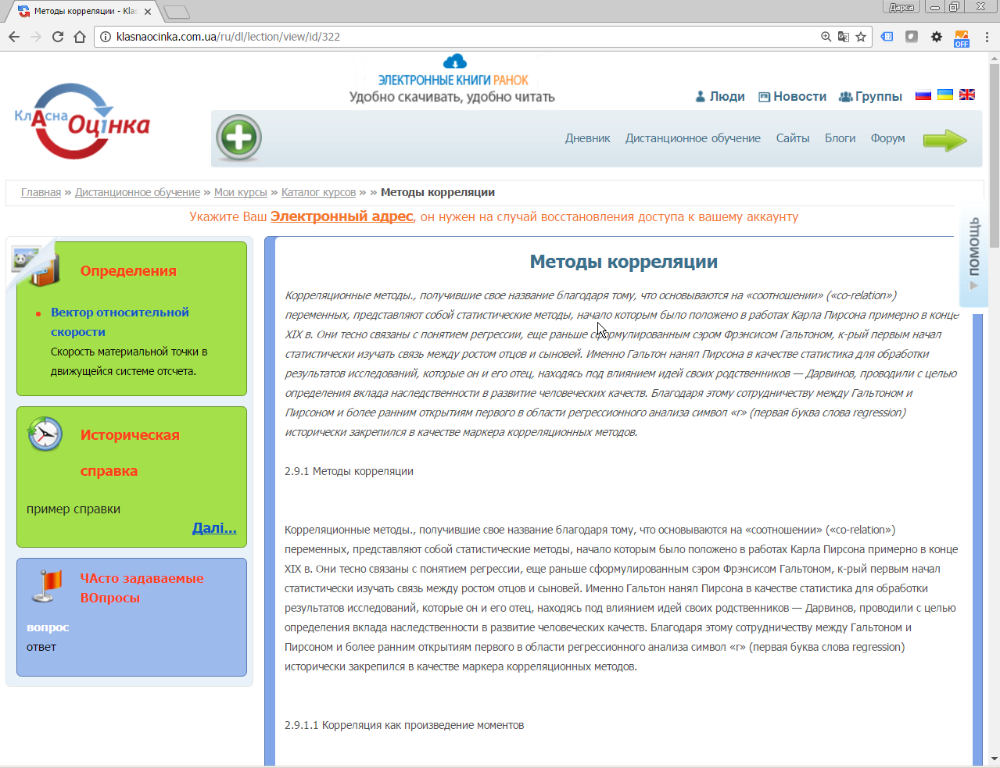 Методы корреляции - Kla
Дарса
klasnaocinka.com.ua/ru/dl/lection/view/id/322
OFF
ЭЛЕКТРОННЫЕ КНИГИ РАНОК
Удобно скачивать, удобно читать
КлАсна
Оцінка
Люди Новости Группы
Дневник Дистанционное обучение Сайты Блоги Форум
Главная » Дистанционное обучение » Мои курсы » Каталог курсов » » Методы корреляции
Укажите Ваш Электронный адрес, он нужен на случай восстановления доступа к вашему аккаунту
ПОМОЩЬ
Определения
Вектор относительной
скорости
Скорость материальной точки в
движущейся системе отсчета.
Историческая
справка
пример справки
Далі...
ЧАсто задаваемые
ВОпросы
вопрос
ответ
Методы корреляции
Корреляционные методы., получившие свое название благодаря тому, что основываются на «соотношении» («co-relation»)
переменных, представляют собой статистические методы, начало которым было положено в работах Карла Пирсона примерно в конце
XIX в. Они тесно связаны с понятием регрессии, еще раньше сформулированным сэром Фрэнсисом Гальтоном, к-рый первым начал
статистически изучать связь между ростом отцов и сыновей. Именно Гальтон нанял Пирсона в качестве статистика для обработки
результатов исследований, которые он и его отец, находясь под влиянием идей своих родственников — Дарвинов, проводили с целью
определения вклада наследственности в развитие человеческих качеств. Благодаря этому сотрудничеству между Гальтоном и
Пирсоном и более ранним открытиям первого в области регрессионного анализа символ «r» (первая буква слова regression)
исторически закрепился в качестве маркера корреляционных методов.
2.9.1 Методы корреляции
Корреляционные методы., получившие свое название благодаря тому, что основываются на «соотношении» («co-relation»)
переменных, представляют собой статистические методы, начало которым было положено в работах Карла Пирсона примерно в конце
XIX в. Они тесно связаны с понятием регрессии, еще раньше сформулированным сэром Фрэнсисом Гальтоном, к-рый первым начал
статистически изучать связь между ростом отцов и сыновей. Именно Гальтон нанял Пирсона в качестве статистика для обработки
результатов исследований, которые он и его отец, находясь под влиянием идей своих родственников — Дарвинов, проводили с целью
определения вклада наследственности в развитие человеческих качеств. Благодаря этому сотрудничеству между Гальтоном и
Пирсоном и более ранним открытиям первого в области регрессионного анализа символ «r» (первая буква слова regression)
исторически закрепился в качестве маркера корреляционных методов.
2.9.1.1 Корреляция как произведение моментов